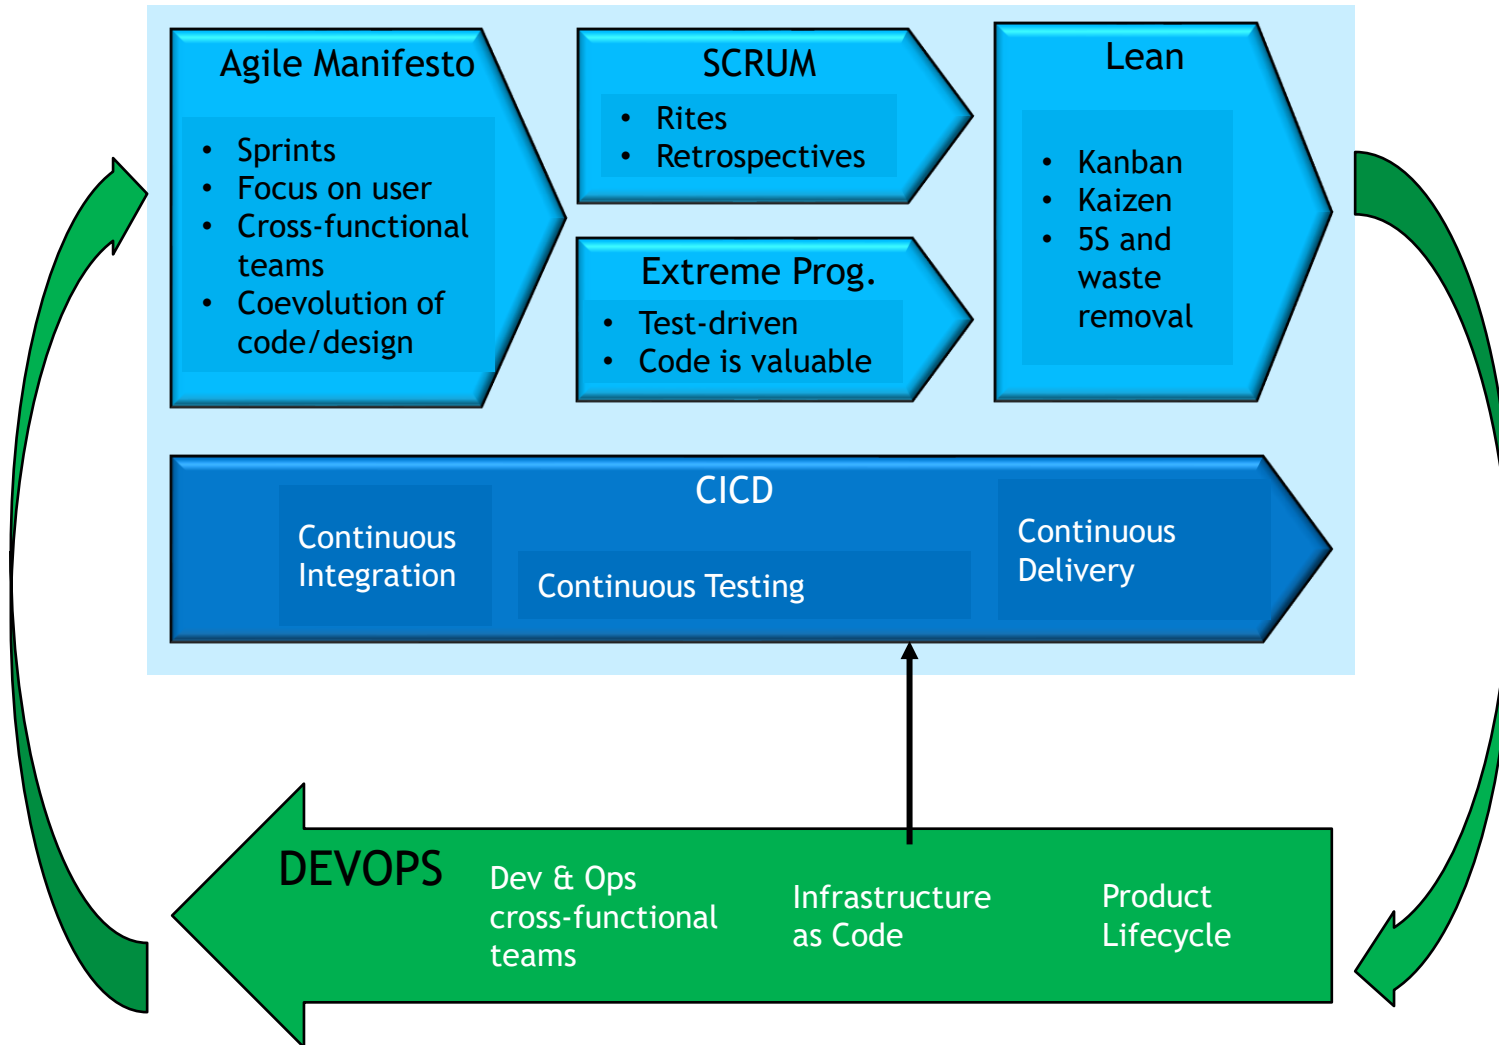 Agile Manifesto
• Sprints
• Focus on user
• Cross-functional
teams
• Coevolution of
code/design
SCRUM
• Rites
• Retrospectives
Extreme Prog.
• Test-driven
• Code is valuable
Lean
• Kanban
• Kaizen
• 5S and
waste
removal
CICD
Continuous
Integration
Continuous Testing
Continuous
Delivery
DEVOPS
Dev & Ops
cross-functional
teams
Infrastructure
as Code
Product
Lifecycle